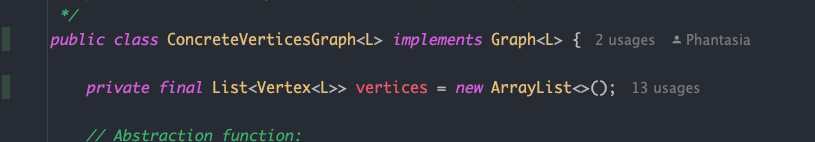 */
public class ConcreteVerticesGraph<L> implements Graph<L> { 2 usages Phantasia
private final List<Vertex<L>> vertices = new ArrayList<>(); 13 usages
// Abstraction function: